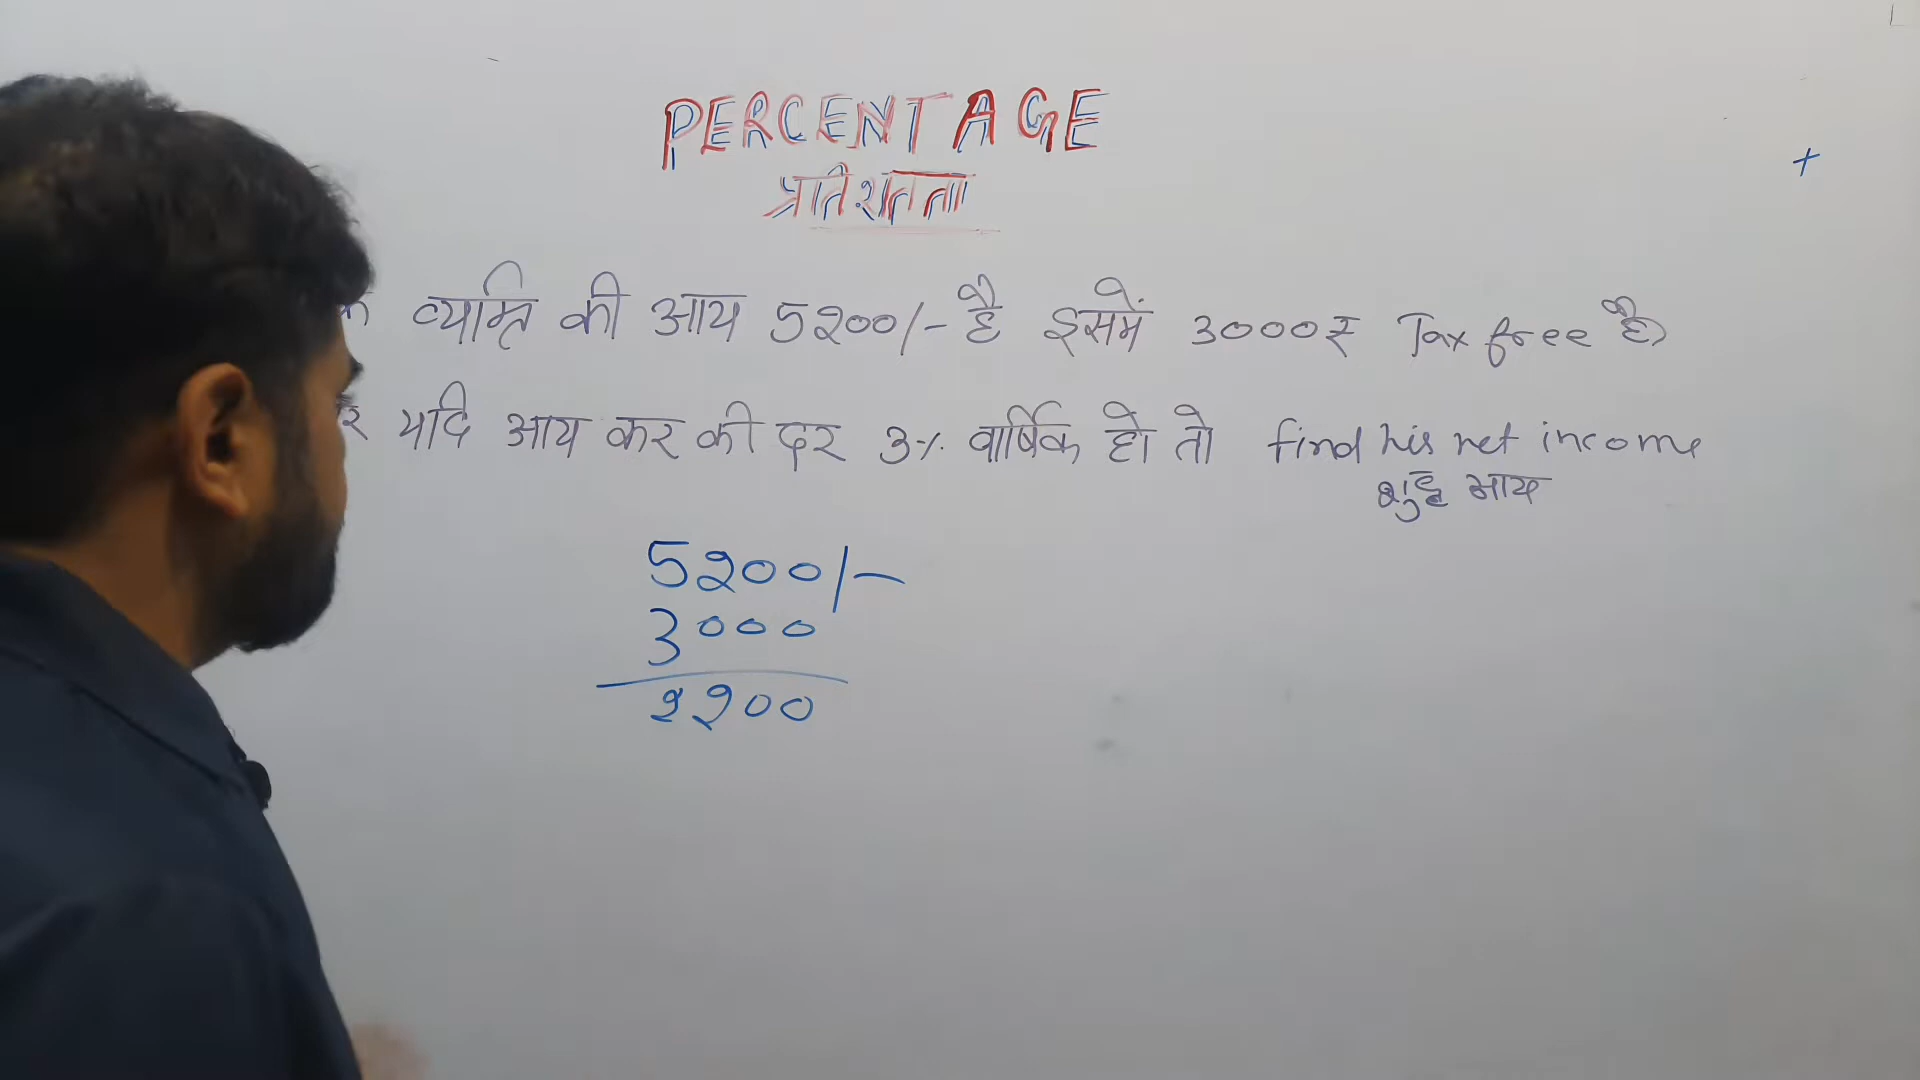 PERCENTAGE
प्रतिशतता
व्यक्ति की आय 5200/- है इसमें 3000₹ Tax free है
यदि आय कर की दर 3% वार्षिक हो तो find his net income
शुद्ध आय
5200/-
3000
2200
+